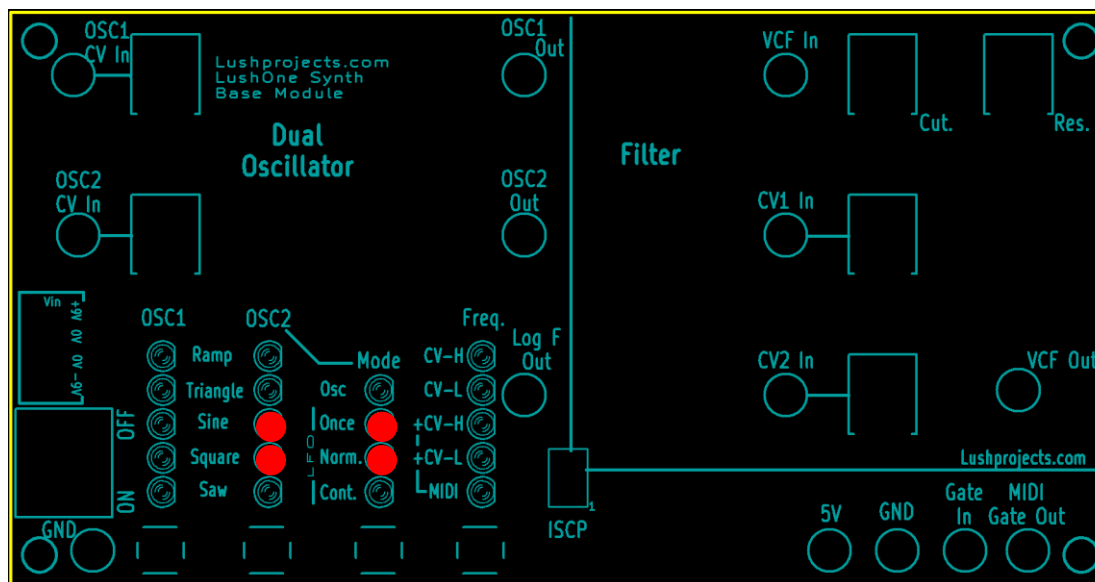 OSC1
CV In
Lushprojects.com
LushOne Synth
Base Module
OSC1
Out
VCF In
Cut.
Res.
Dual
Oscillator
Filter
OSC2
CV In
OSC2
Out
CV1 In
Vin
+9V
0V
0V
-9V
OSC1
OSC2
Mode
Freq.
Log F
Out
CV2 In
VCF Out
Ramp
CV-H
Triangle
Osc
CV-L
Sine
Once
+CV-H
Square
Norm.
+CV-L
Saw
Cont.
MIDI
LFO
OFF
ON
GND
ISCP
1
Lushprojects.com
5V
GND
Gate
In
MIDI
Gate Out